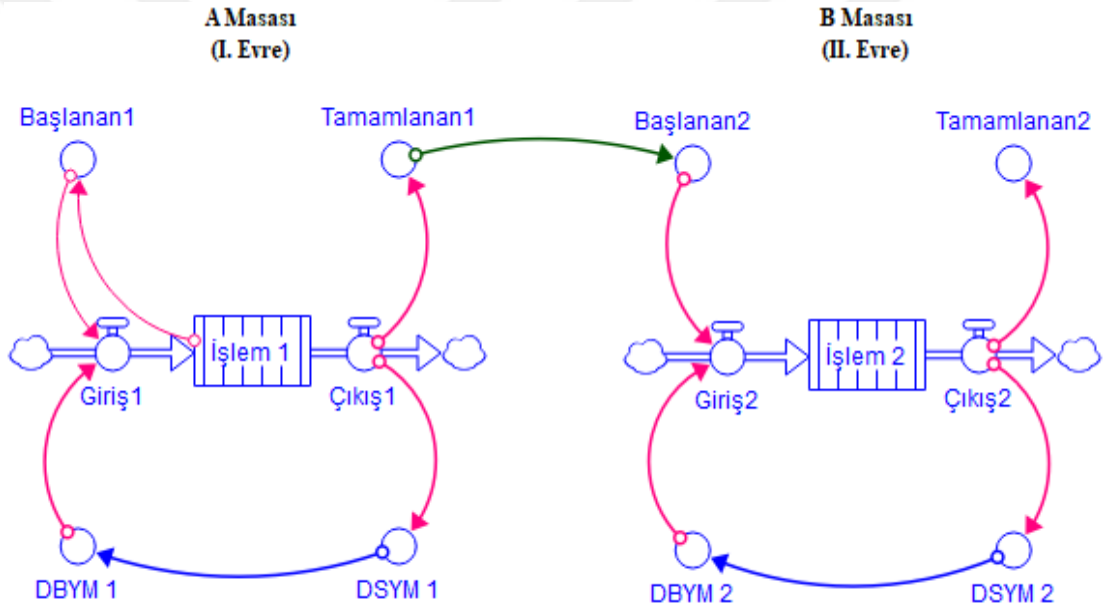 A Masası
(I. Evre)
B Masası
(II. Evre)
Başlanan1
Tamamlanan1
Başlanan2
Tamamlanan2
İşlem 1
Giriş1
Çıkış1
İşlem 2
Giriş2
Çıkış2
DBYM 1
DSYM 1
DBYM 2
DSYM 2